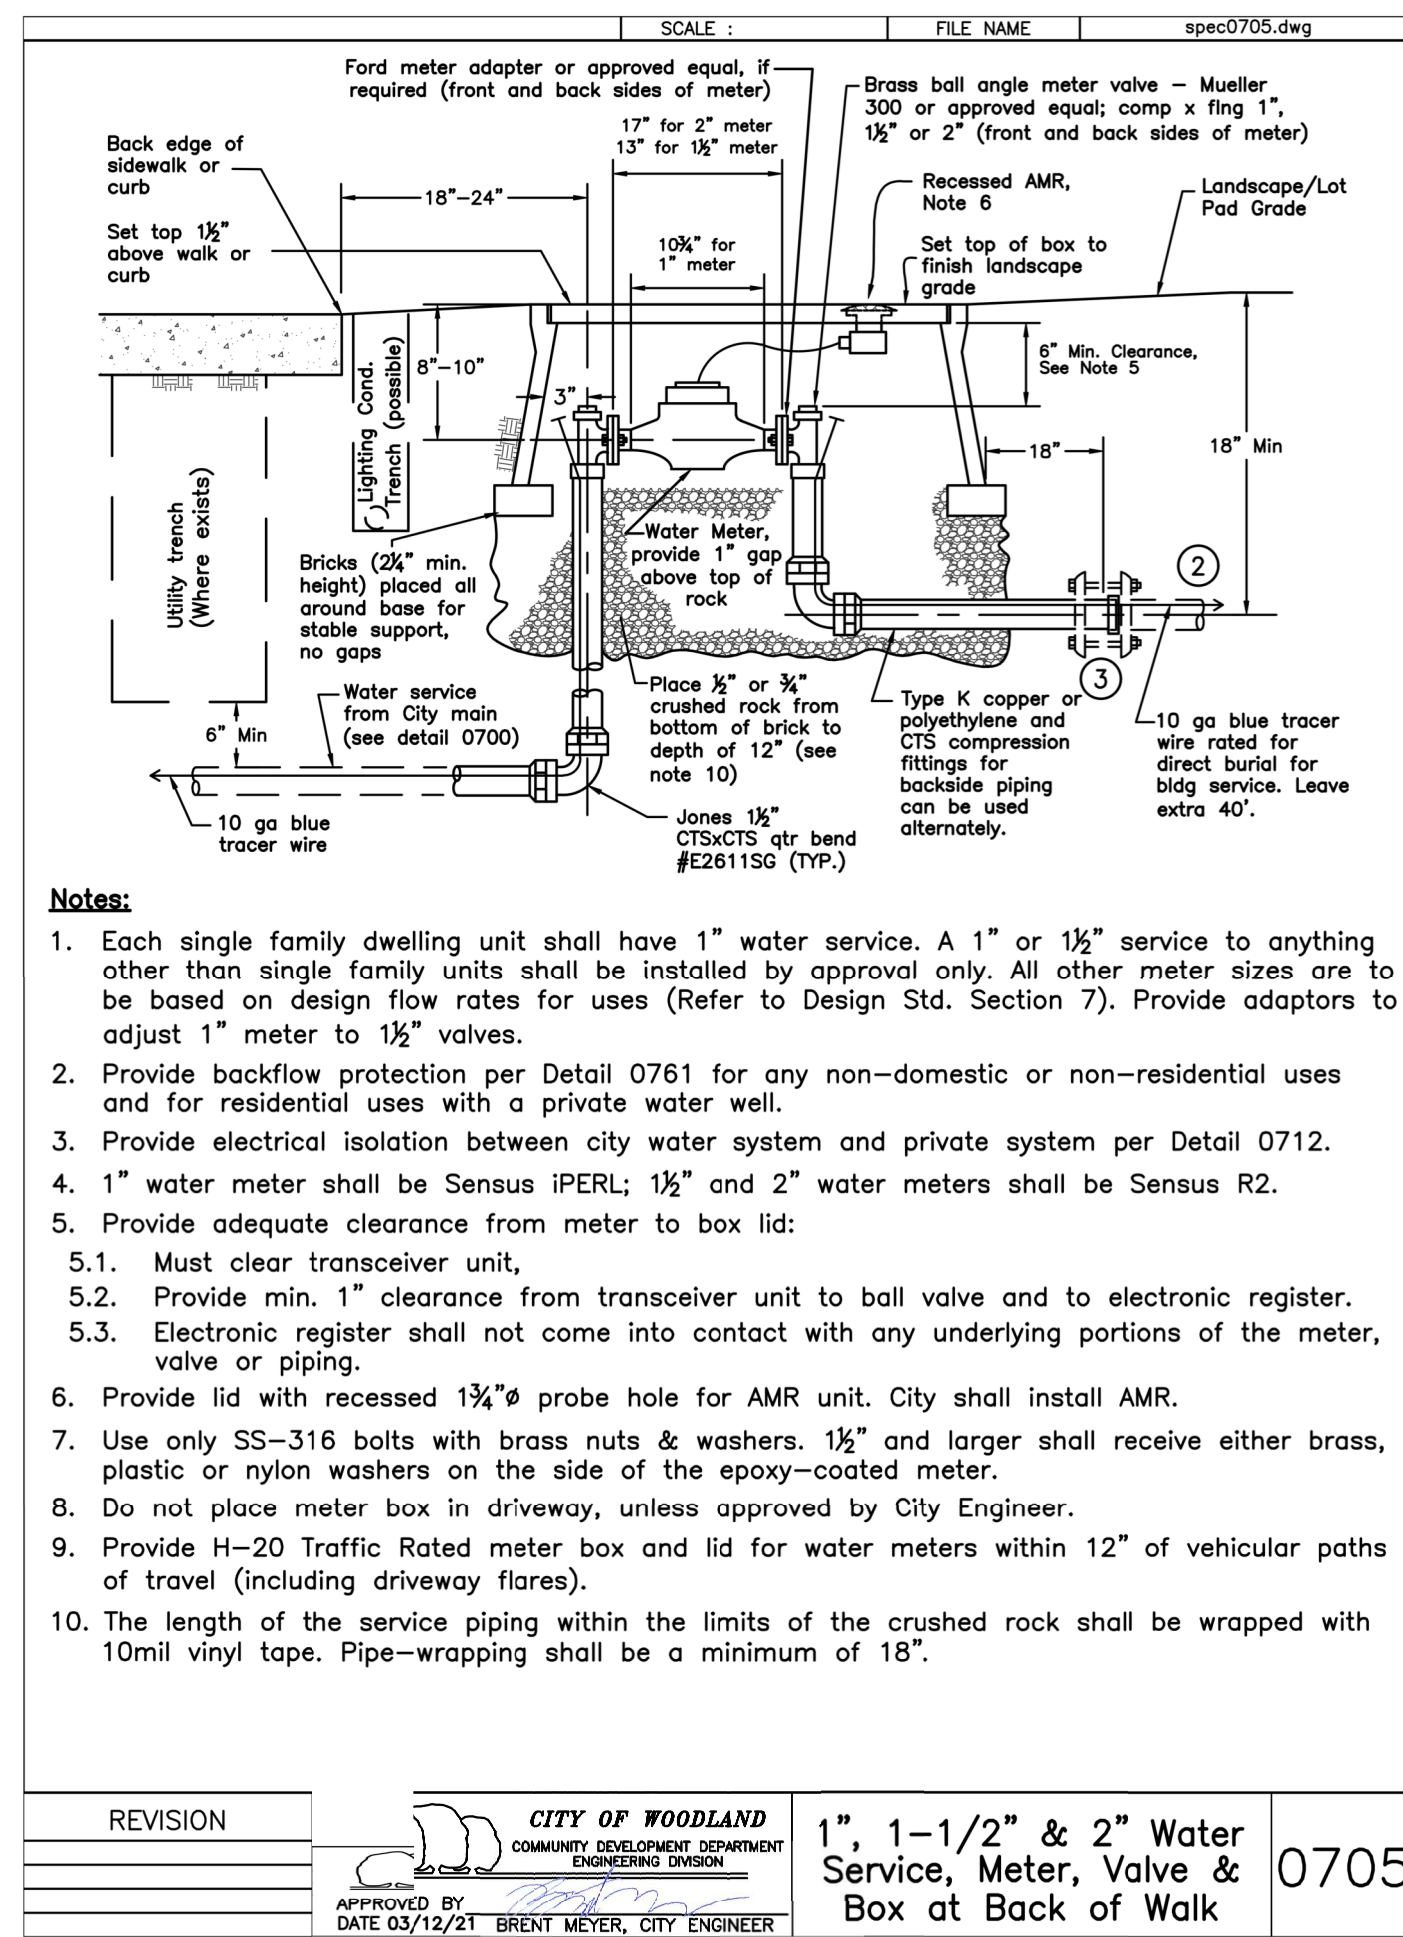 SCALE :
FILE NAME
spec0705.dwg
Ford meter adapter or approved equal, if
required (front and back sides of meter)
Brass ball angle meter valve – Mueller
300 or approved equal; comp x flng 1",
1½" or 2" (front and back sides of meter)
17" for 2" meter
13" for 1½" meter
Back edge of
sidewalk or
curb
18"-24"
Recessed AMR,
Note 6
Landscape/Lot
Pad Grade
Set top 1½"
above walk or
curb
10¾" for
1" meter
Set top of box to
finish landscape
grade
8"-10"
6" Min. Clearance,
See Note 5
3"
Lighting Cond.
Trench (possible)
18"
18" Min
Utility trench
(Where exists)
Water Meter,
provide 1" gap
above top of
rock
Bricks (2¼" min.
height) placed all
around base for
stable support,
no gaps
2
3
Water service
from City main
(see detail 0700)
6" Min
Place ½" or ¾"
crushed rock from
bottom of brick to
depth of 12" (see
note 10)
Type K copper or
polyethylene and
CTS compression
fittings for
backside piping
can be used
alternately.
10 ga blue tracer
wire rated for
direct burial for
bldg service. Leave
extra 40'.
10 ga blue
tracer wire
Jones 1½"
CTSxCTS qtr bend
#E2611SG (TYP.)
Notes:
1. Each single family dwelling unit shall have 1" water service. A 1" or 1½" service to anything
other than single family units shall be installed by approval only. All other meter sizes are to
be based on design flow rates for uses (Refer to Design Std. Section 7). Provide adaptors to
adjust 1" meter to 1½" valves.
2. Provide backflow protection per Detail 0761 for any non-domestic or non-residential uses
and for residential uses with a private water well.
3. Provide electrical isolation between city water system and private system per Detail 0712.
4. 1" water meter shall be Sensus iPERL; 1½" and 2" water meters shall be Sensus R2.
5. Provide adequate clearance from meter to box lid:
5.1. Must clear transceiver unit,
5.2. Provide min. 1" clearance from transceiver unit to ball valve and to electronic register.
5.3. Electronic register shall not come into contact with any underlying portions of the meter,
valve or piping.
6. Provide lid with recessed 1¾"ø probe hole for AMR unit. City shall install AMR.
7. Use only SS-316 bolts with brass nuts & washers. 1½" and larger shall receive either brass,
plastic or nylon washers on the side of the epoxy-coated meter.
8. Do not place meter box in driveway, unless approved by City Engineer.
9. Provide H-20 Traffic Rated meter box and lid for water meters within 12" of vehicular paths
of travel (including driveway flares).
10. The length of the service piping within the limits of the crushed rock shall be wrapped with
10mil vinyl tape. Pipe-wrapping shall be a minimum of 18".
REVISION
CITY OF WOODLAND
COMMUNITY DEVELOPMENT DEPARTMENT
ENGINEERING DIVISION
APPROVED BY
DATE 03/12/21 BRENT MEYER, CITY ENGINEER
1", 1-1/2" & 2" Water
Service, Meter, Valve &
Box at Back of Walk
0705